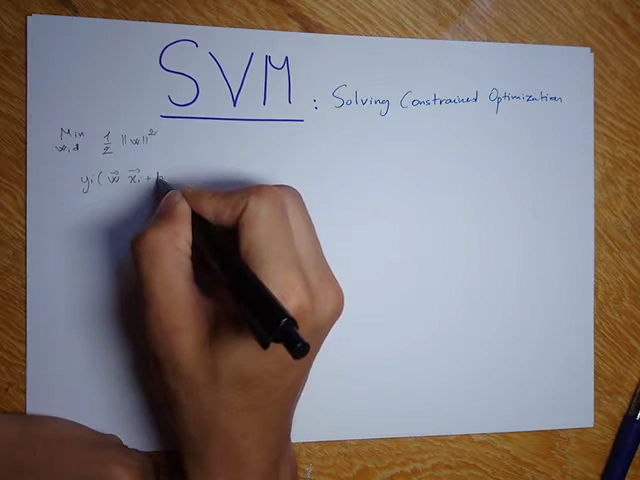 SVM : Solving Constrained Optimization
Min 1/2 ||w||²
w,d
yi( w⃗ x⃗i + b